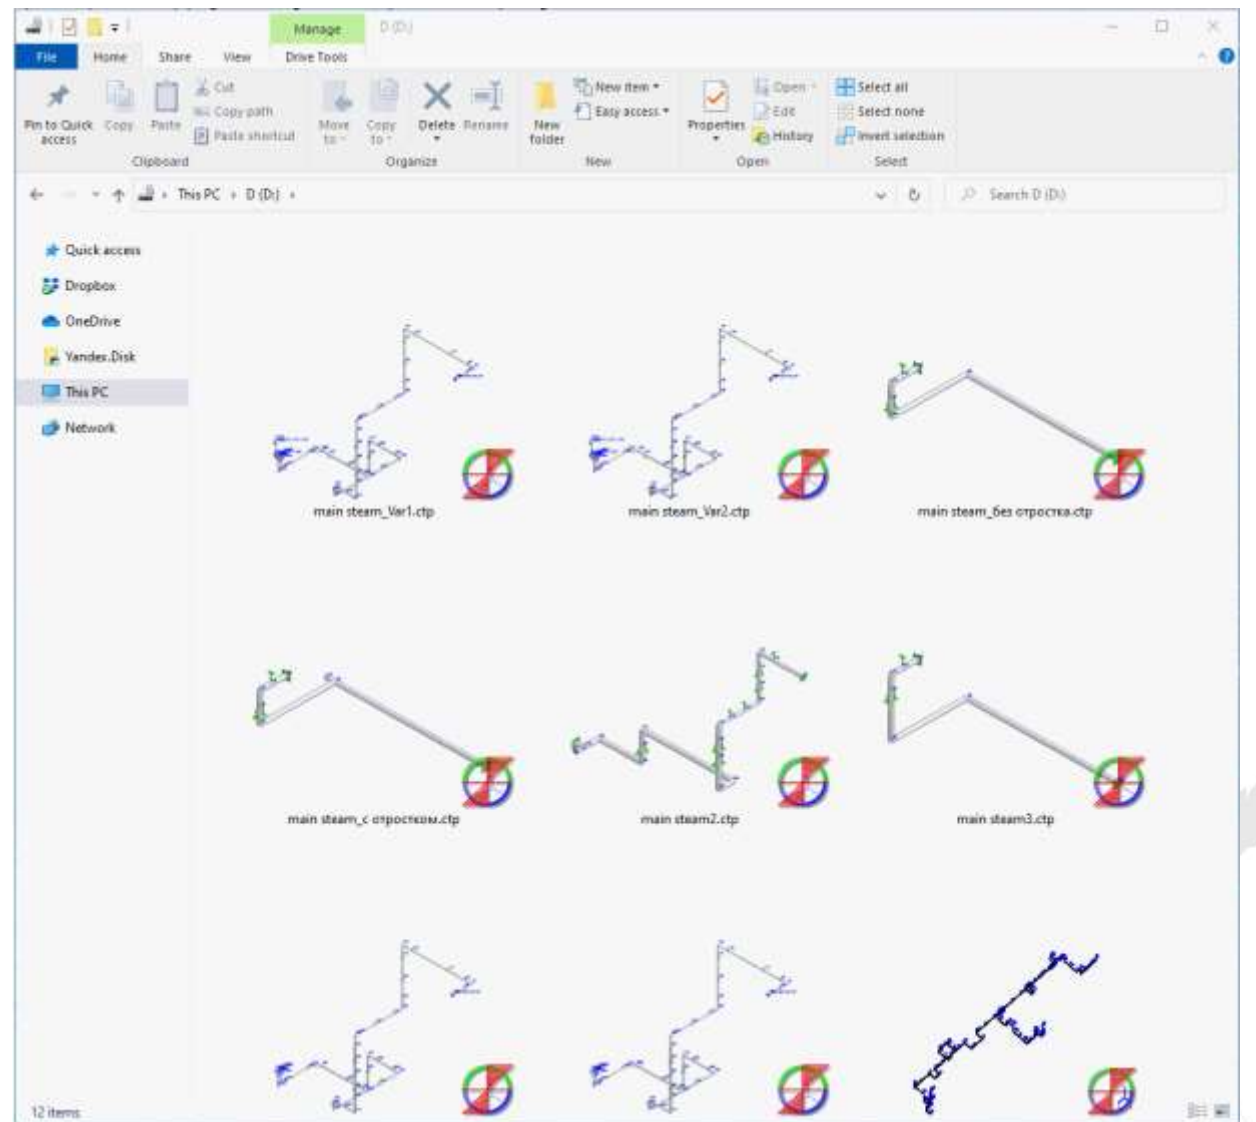 Manage
D (D:)
File
Home
Share
View
Drive Tools
Pin to Quick access
Copy
Paste
Cut
Copy path
Paste shortcut
Clipboard
Move to
Copy to
Delete
Rename
Organize
New folder
New item
Easy access
New
Properties
Open
Edit
History
Open
Select all
Select none
Invert selection
Select
This PC
D (D:)
Search D (D:)
Quick access
Dropbox
OneDrive
Yandex.Disk
This PC
Network
main steam_Var1.ctp
main steam_Var2.ctp
main steam_без отростка.ctp
main steam_с отростком.ctp
main steam2.ctp
main steam3.ctp
12 items